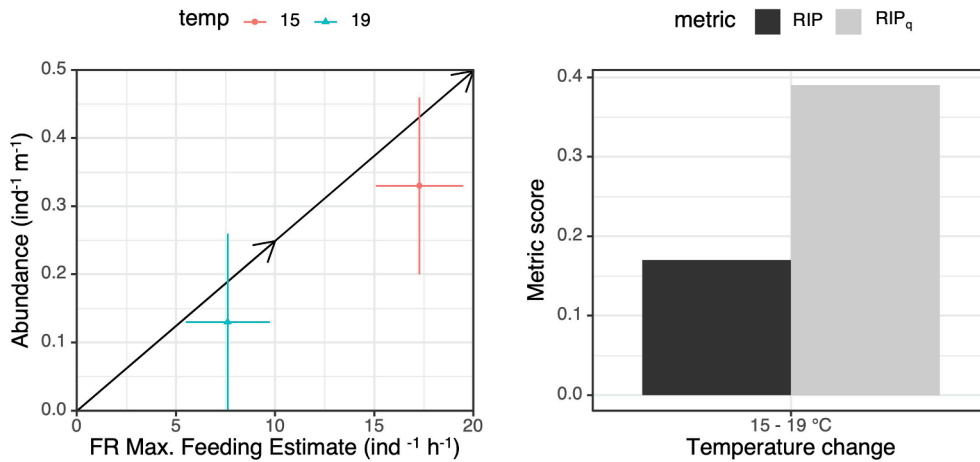 temp 15 19
0.5
0.4
0.3
0.2
0.1
0.0
Abundance (ind⁻¹ m⁻¹)
0 5 10 15 20
FR Max. Feeding Estimate (ind ⁻¹ h⁻¹)
metric RIP RIPq
0.4
0.3
0.2
0.1
0.0
Metric score
15 - 19 °C
Temperature change